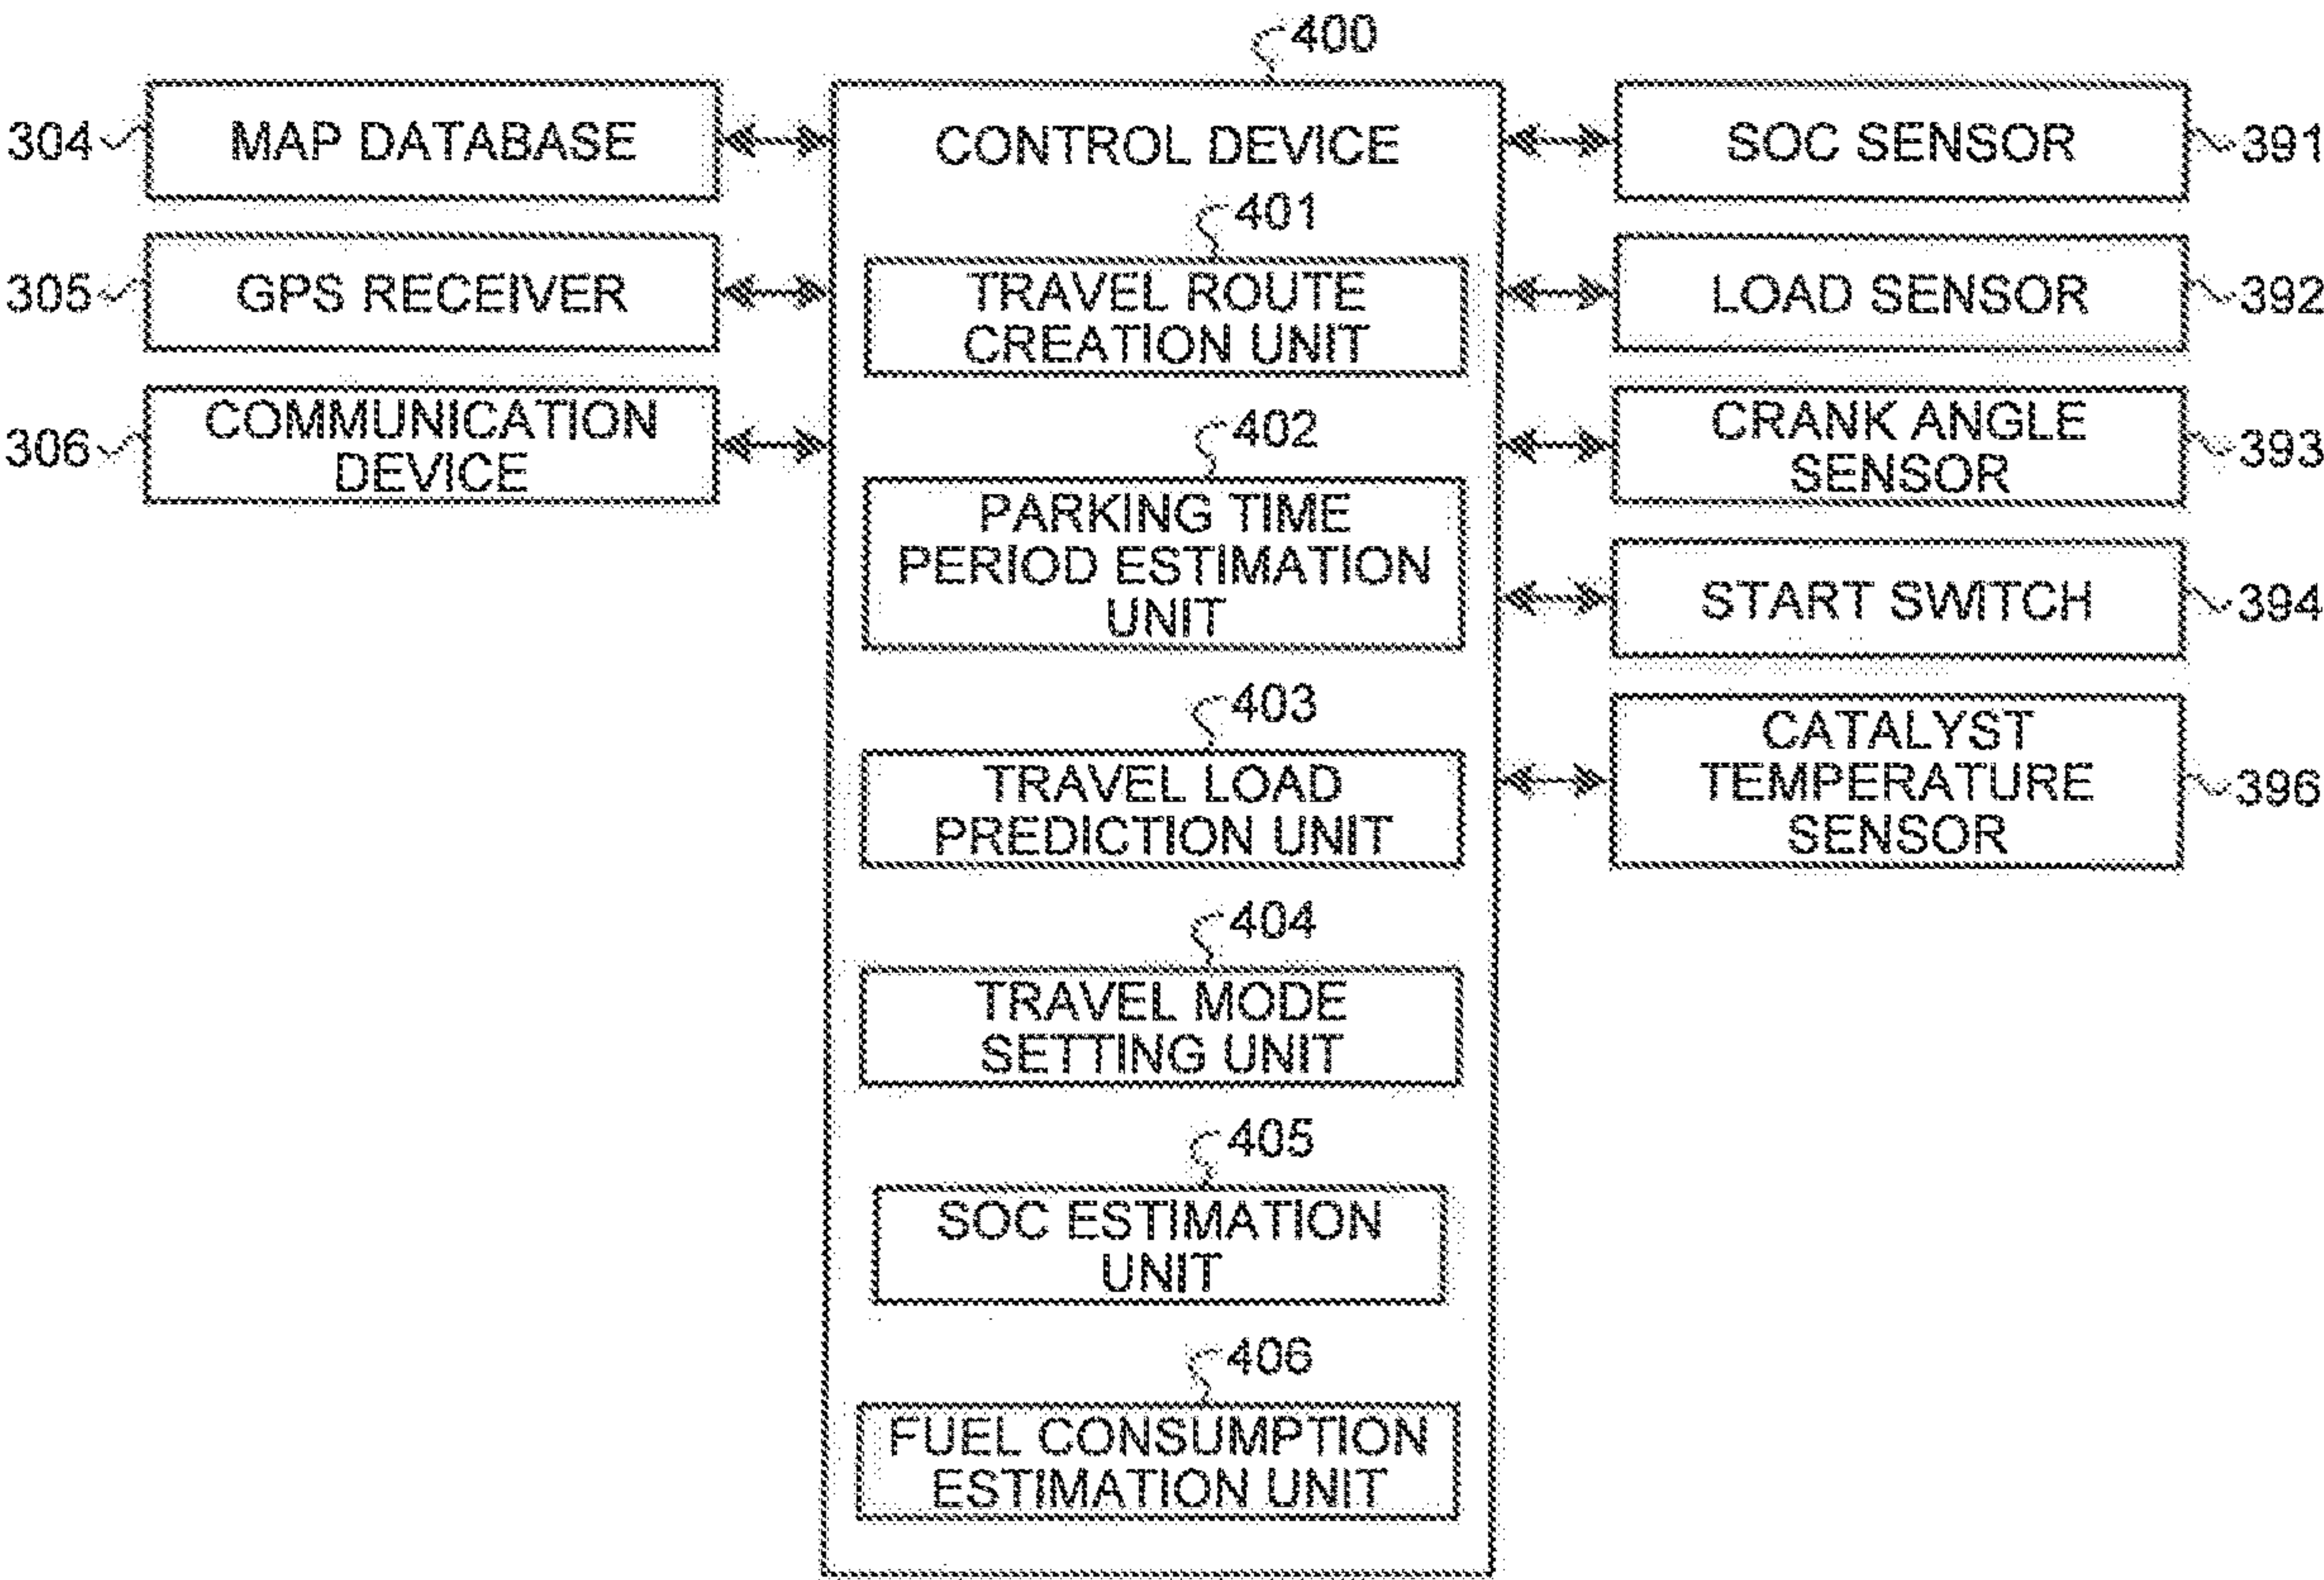 400
304
MAP DATABASE
305
GPS RECEIVER
306
COMMUNICATION
DEVICE
CONTROL DEVICE
401
TRAVEL ROUTE
CREATION UNIT
402
PARKING TIME
PERIOD ESTIMATION
UNIT
403
TRAVEL LOAD
PREDICTION UNIT
404
TRAVEL MODE
SETTING UNIT
405
SOC ESTIMATION
UNIT
406
FUEL CONSUMPTION
ESTIMATION UNIT
SOC SENSOR
391
LOAD SENSOR
392
CRANK ANGLE
SENSOR
393
START SWITCH
394
CATALYST
TEMPERATURE
SENSOR
396